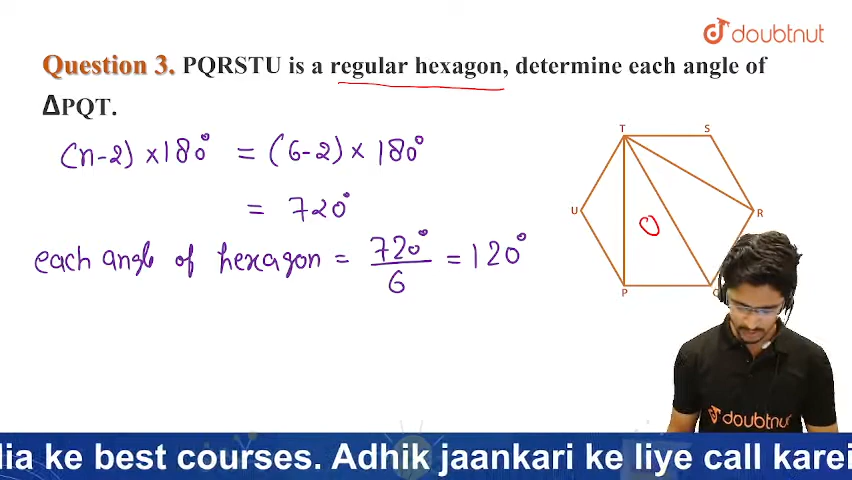 doubtnut
Question 3. PQRSTU is a regular hexagon, determine each angle of
ΔPQT.
(n-2) ×180° = (6-2) × 180°
= 720°
each angle of hexagon = 720°/6 = 120°
T S
U R
P
doubtnut
ke best courses. Adhik jaankari ke liye call karei